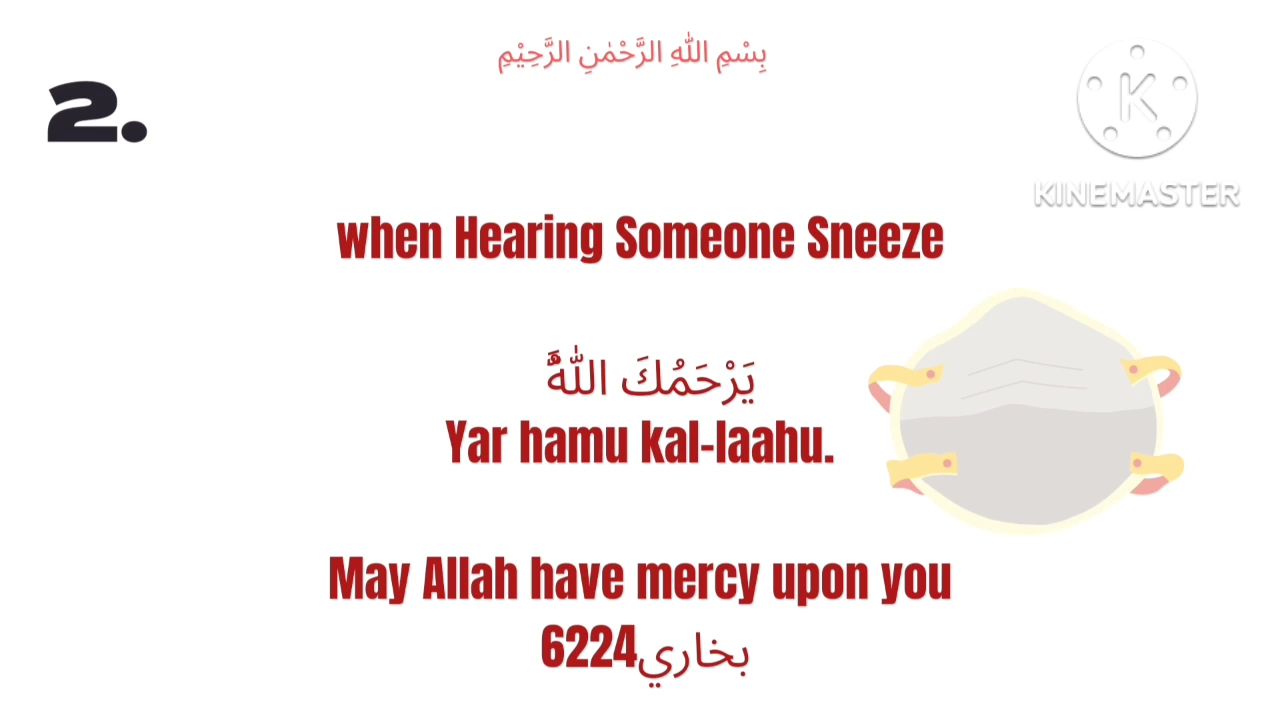 بِسْمِ اللّٰهِ الرَّحْمٰنِ الرَّحِيْمِ
2.
K
KINEMASTER
when Hearing Someone Sneeze
يَرْحَمُكَ اللّٰهُ
Yar hamu kal-laahu.
May Allah have mercy upon you
6224بخاري